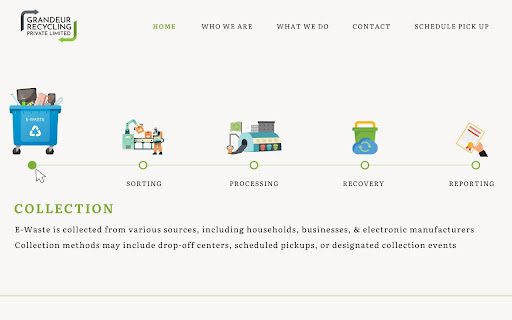 GRANDEUR
RECYCLING
PRIVATE LIMITED
HOME WHO WE ARE WHAT WE DO CONTACT SCHEDULE PICK UP
E-WASTE
SORTING PROCESSING RECOVERY REPORTING
COLLECTION
E-Waste is collected from various sources, including households, businesses, & electronic manufacturers
Collection methods may include drop-off centers, scheduled pickups, or designated collection events